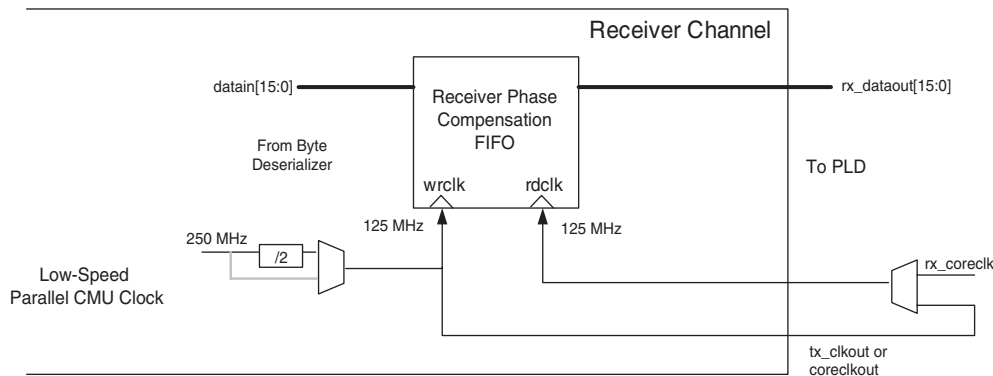 Receiver Channel
datain[15:0]
Receiver Phase
Compensation
FIFO
rx_dataout[15:0]
From Byte
Deserializer
To PLD
wrclk
rdclk
125 MHz
125 MHz
250 MHz
/2
Low-Speed
Parallel CMU Clock
rx_coreclk
tx_clkout or
coreclkout